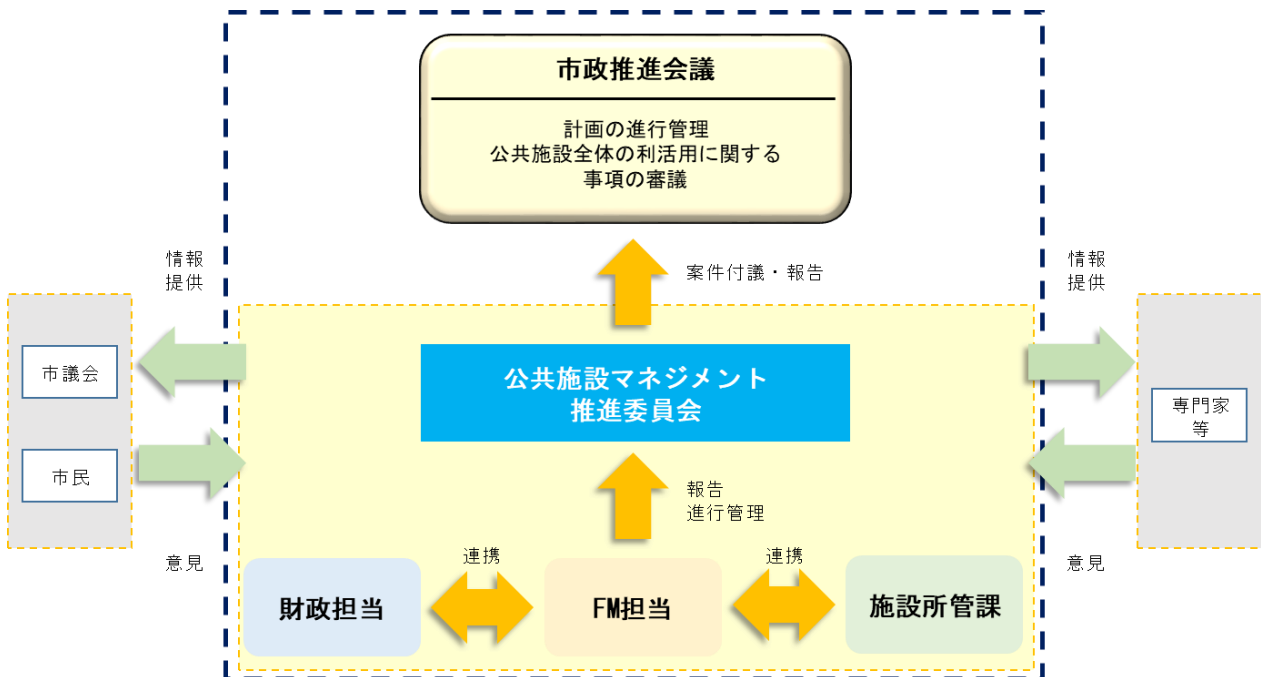 市政推進会議
計画の進行管理
公共施設全体の利活用に関する
事項の審議
案件付議・報告
情報
提供
市議会
市民
意見
公共施設マネジメント
推進委員会
報告
進行管理
情報
提供
専門家
等
意見
連携
連携
財政担当
FM担当
施設所管課